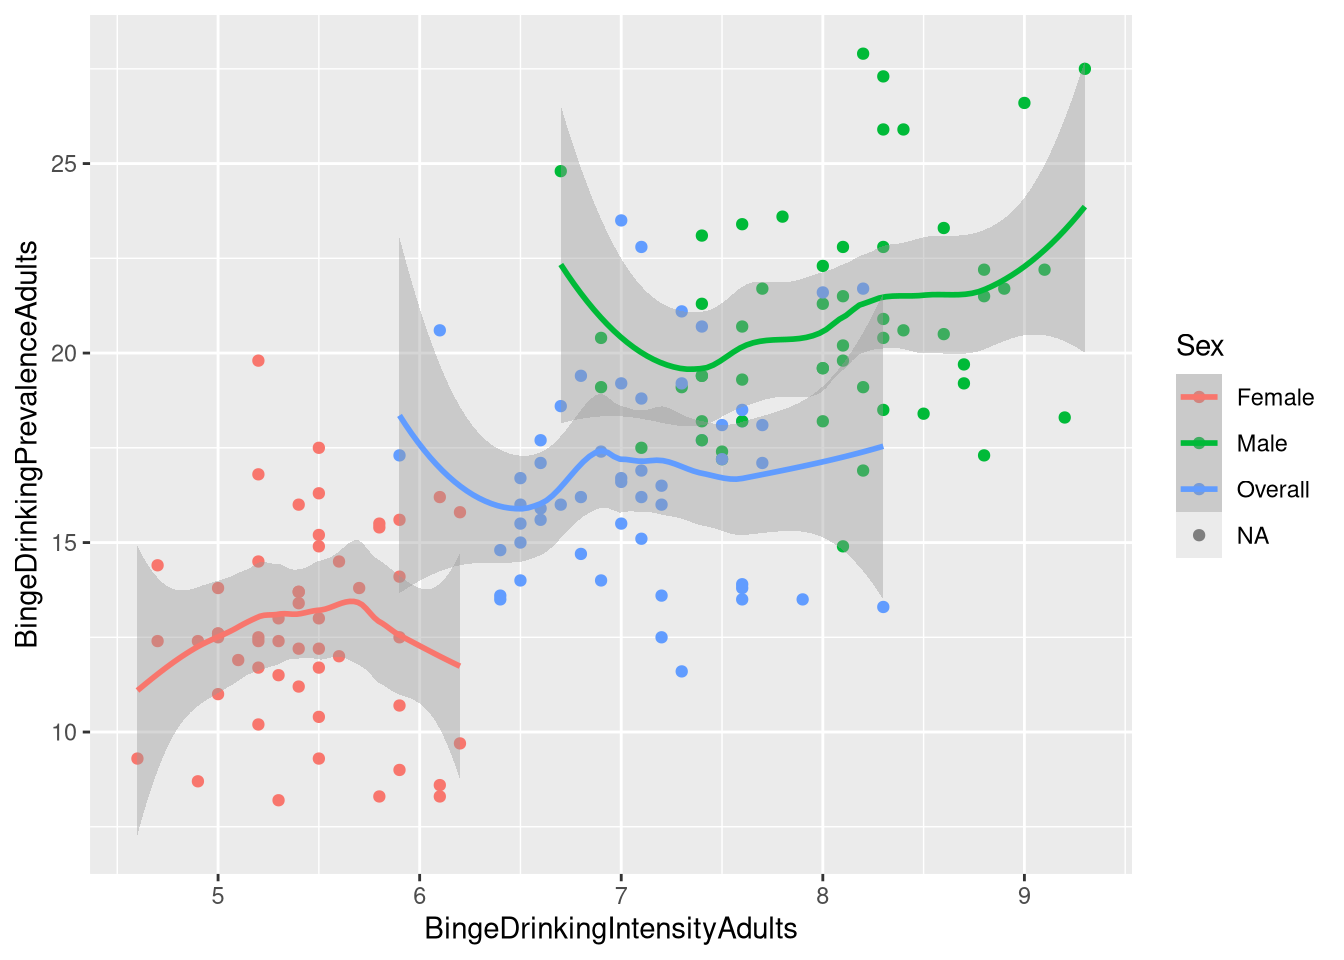 BingeDrinkingPrevalenceAdults
25
20
15
10
5
6
7
8
9
BingeDrinkingIntensityAdults
Sex
Female
Male
Overall
NA